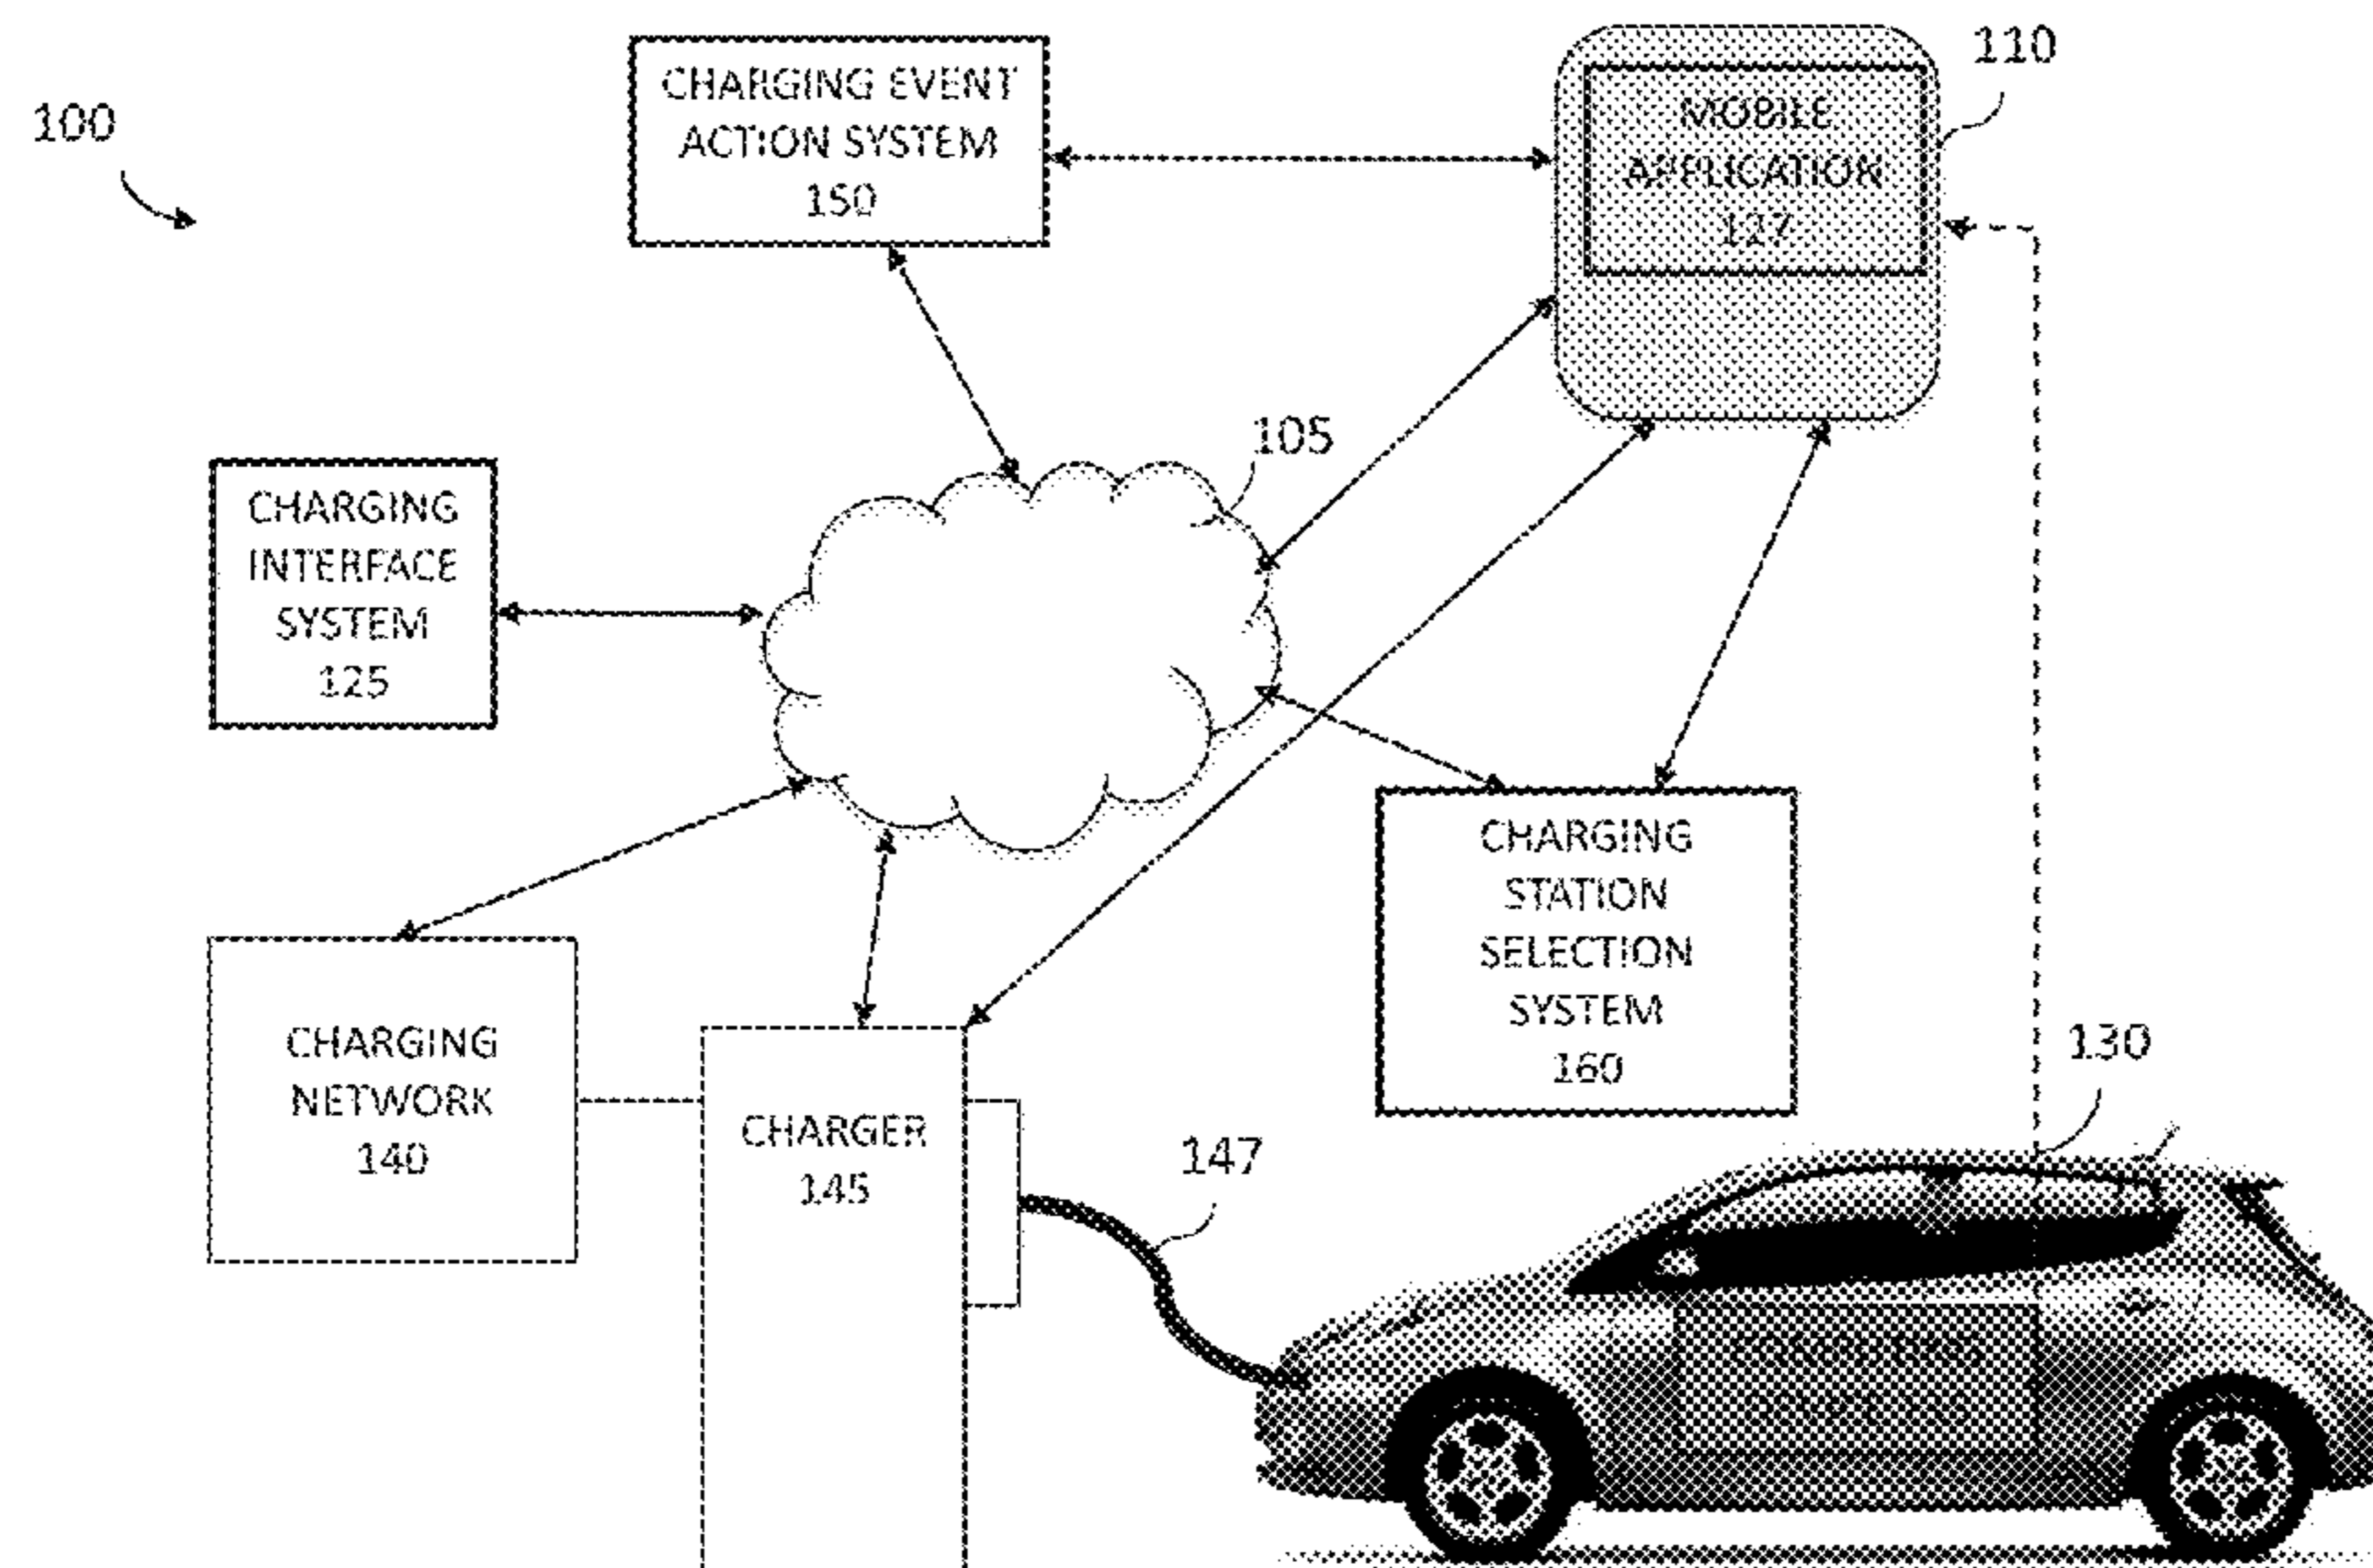 100
CHARGING EVENT
ACTION SYSTEM
150
110
MOBILE
APPLICATION
127
105
CHARGING
INTERFACE
SYSTEM
125
CHARGING
STATION
SELECTION
SYSTEM
160
CHARGING
NETWORK
140
CHARGER
145
147
130